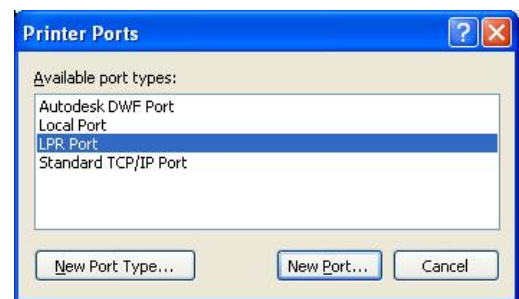 Printer Ports
Available port types:
Autodesk DWF Port
Local Port
LPR Port
Standard TCP/IP Port
New Port Type... New Port... Cancel